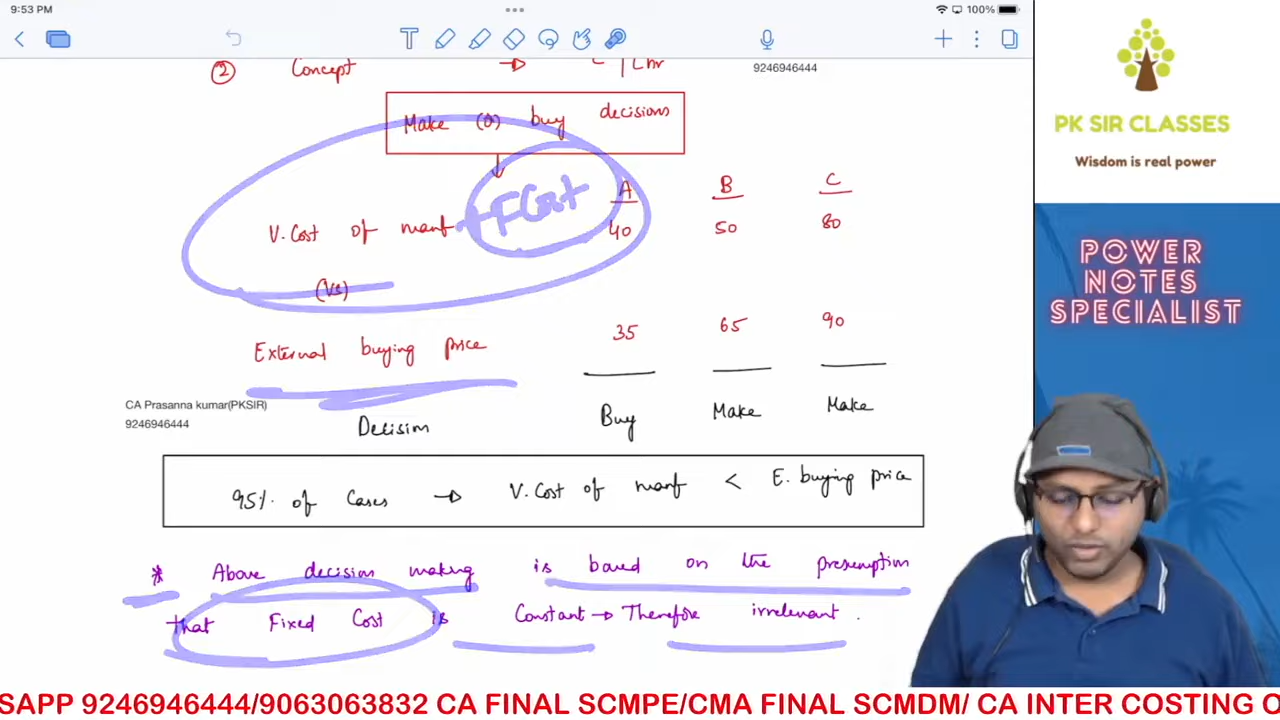 9:53 PM
100%
② Concept → C / Lhr
9246946444
PK SIR CLASSES
Wisdom is real power
Make (or) buy decisions
A B C
V. Cost of manf + F Cost 40 50 80
(Vs)
External buying price 35 65 90
CA Prasanna kumar(PKSIR)
9246946444
Decision Buy Make Make
95% of Cases → V. Cost of manf < E. buying price
* Above decision making is based on the presumption
that Fixed Cost is Constant → Therefore irrelevant.
POWER
NOTES
SPECIALIST
SAPP 9246946444/9063063832 CA FINAL SCMPE/CMA FINAL SCMDM/ CA INTER COSTING